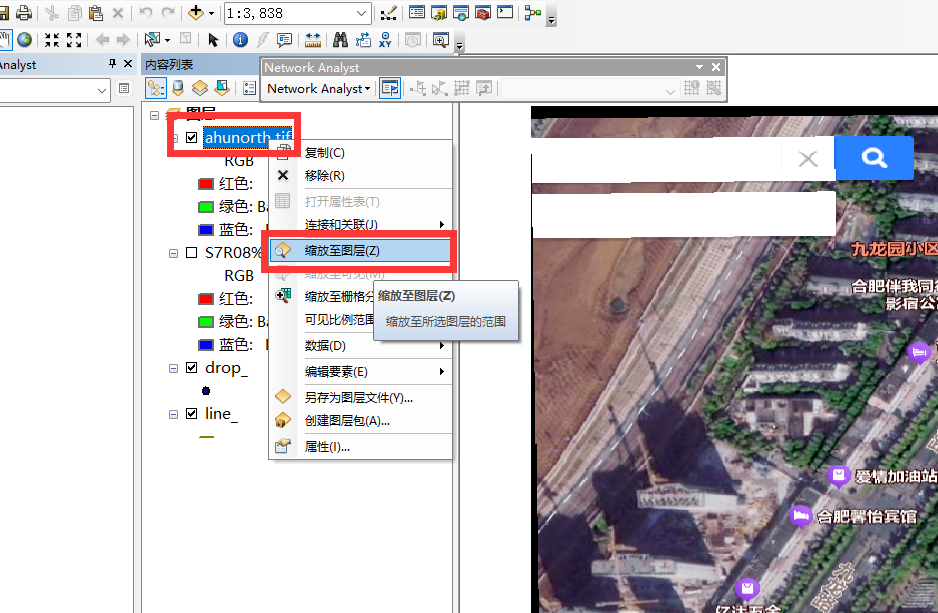 1:3,838
Analyst
内容列表
Network Analyst
Network Analyst
图层
ahunorth.tif
RGB
红色:
绿色: Ba
蓝色:
S7R08%
RGB
红色:
绿色: Ba
蓝色:
drop_
line_
复制(C)
移除(R)
打开属性表(T)
连接和关联(J)
缩放至图层(Z)
缩放至可见(M)
缩放至栅格分
可见比例范围
数据(D)
编辑要素(E)
另存为图层文件(Y)...
创建图层包(A)...
属性(I)...
缩放至图层(Z)
缩放至所选图层的范围
XY
九龙园小区
合肥伴我同行
影宿公
爱情加油站
合肥馨怡宾馆
亿达五金